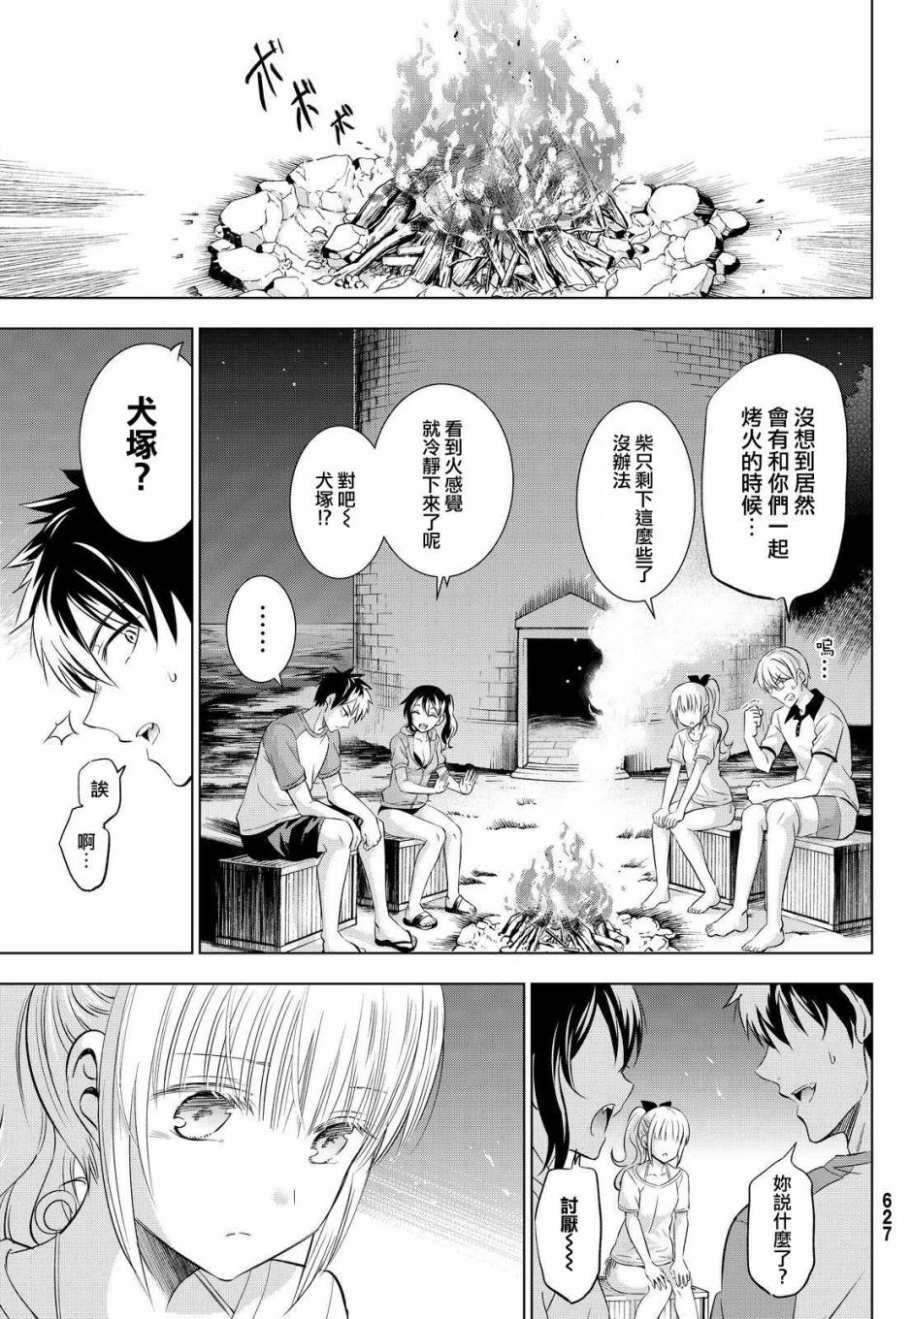 ボ
ボ
ボ
沒想到居然
會有和你們一起
烤火的時候…
嗚…
柴只剩下這麼些了
沒辦法
看到火感覺
就冷靜下來了呢
對吧～
犬塚!?
……
犬塚？
誒
啊…
妳説什麼了？
討厭～～
627